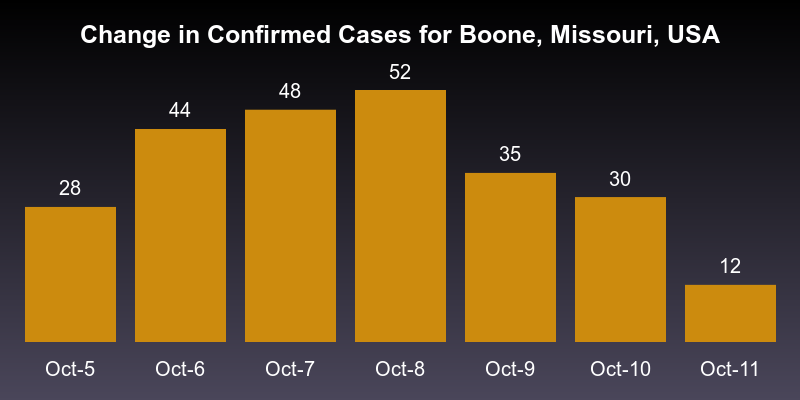 Change in Confirmed Cases for Boone, Missouri, USA
28
44
48
52
35
30
12
Oct-5
Oct-6
Oct-7
Oct-8
Oct-9
Oct-10
Oct-11